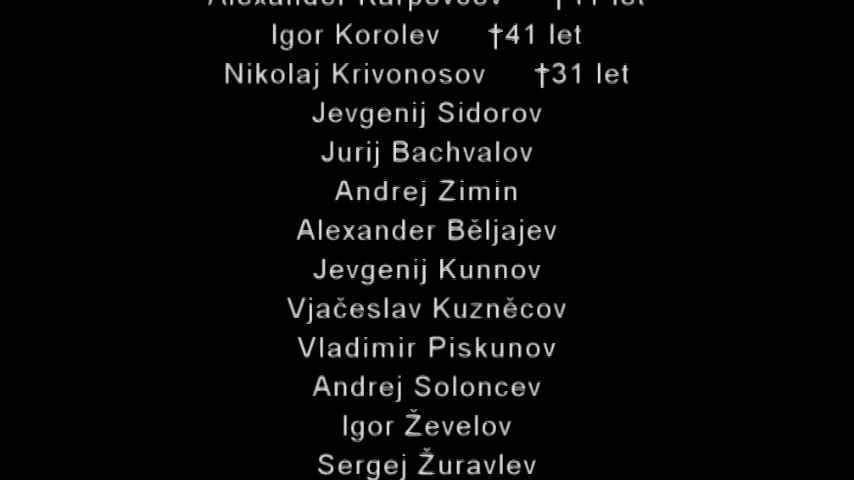 Igor Korolev †41 let
Nikolaj Krivonosov †31 let
Jevgenij Sidorov
Jurij Bachvalov
Andrej Zimin
Alexander Běljajev
Jevgenij Kunnov
Vjačeslav Kuzněcov
Vladimir Piskunov
Andrej Soloncev
Igor Ževelov
Sergej Žuravlev